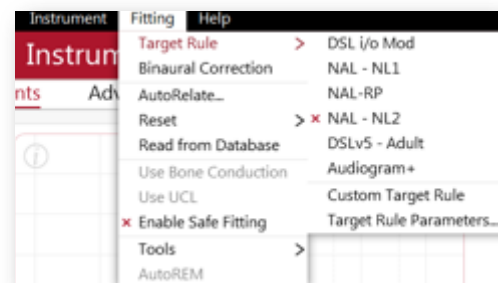 Instrument Fitting Help
Instrum
nts Adv
Target Rule >
Binaural Correction
AutoRelate...
Reset >
Read from Database
Use Bone Conduction
Use UCL
× Enable Safe Fitting
Tools >
AutoREM
DSL i/o Mod
NAL - NL1
NAL-RP
× NAL - NL2
DSLv5 - Adult
Audiogram+
Custom Target Rule
Target Rule Parameters...